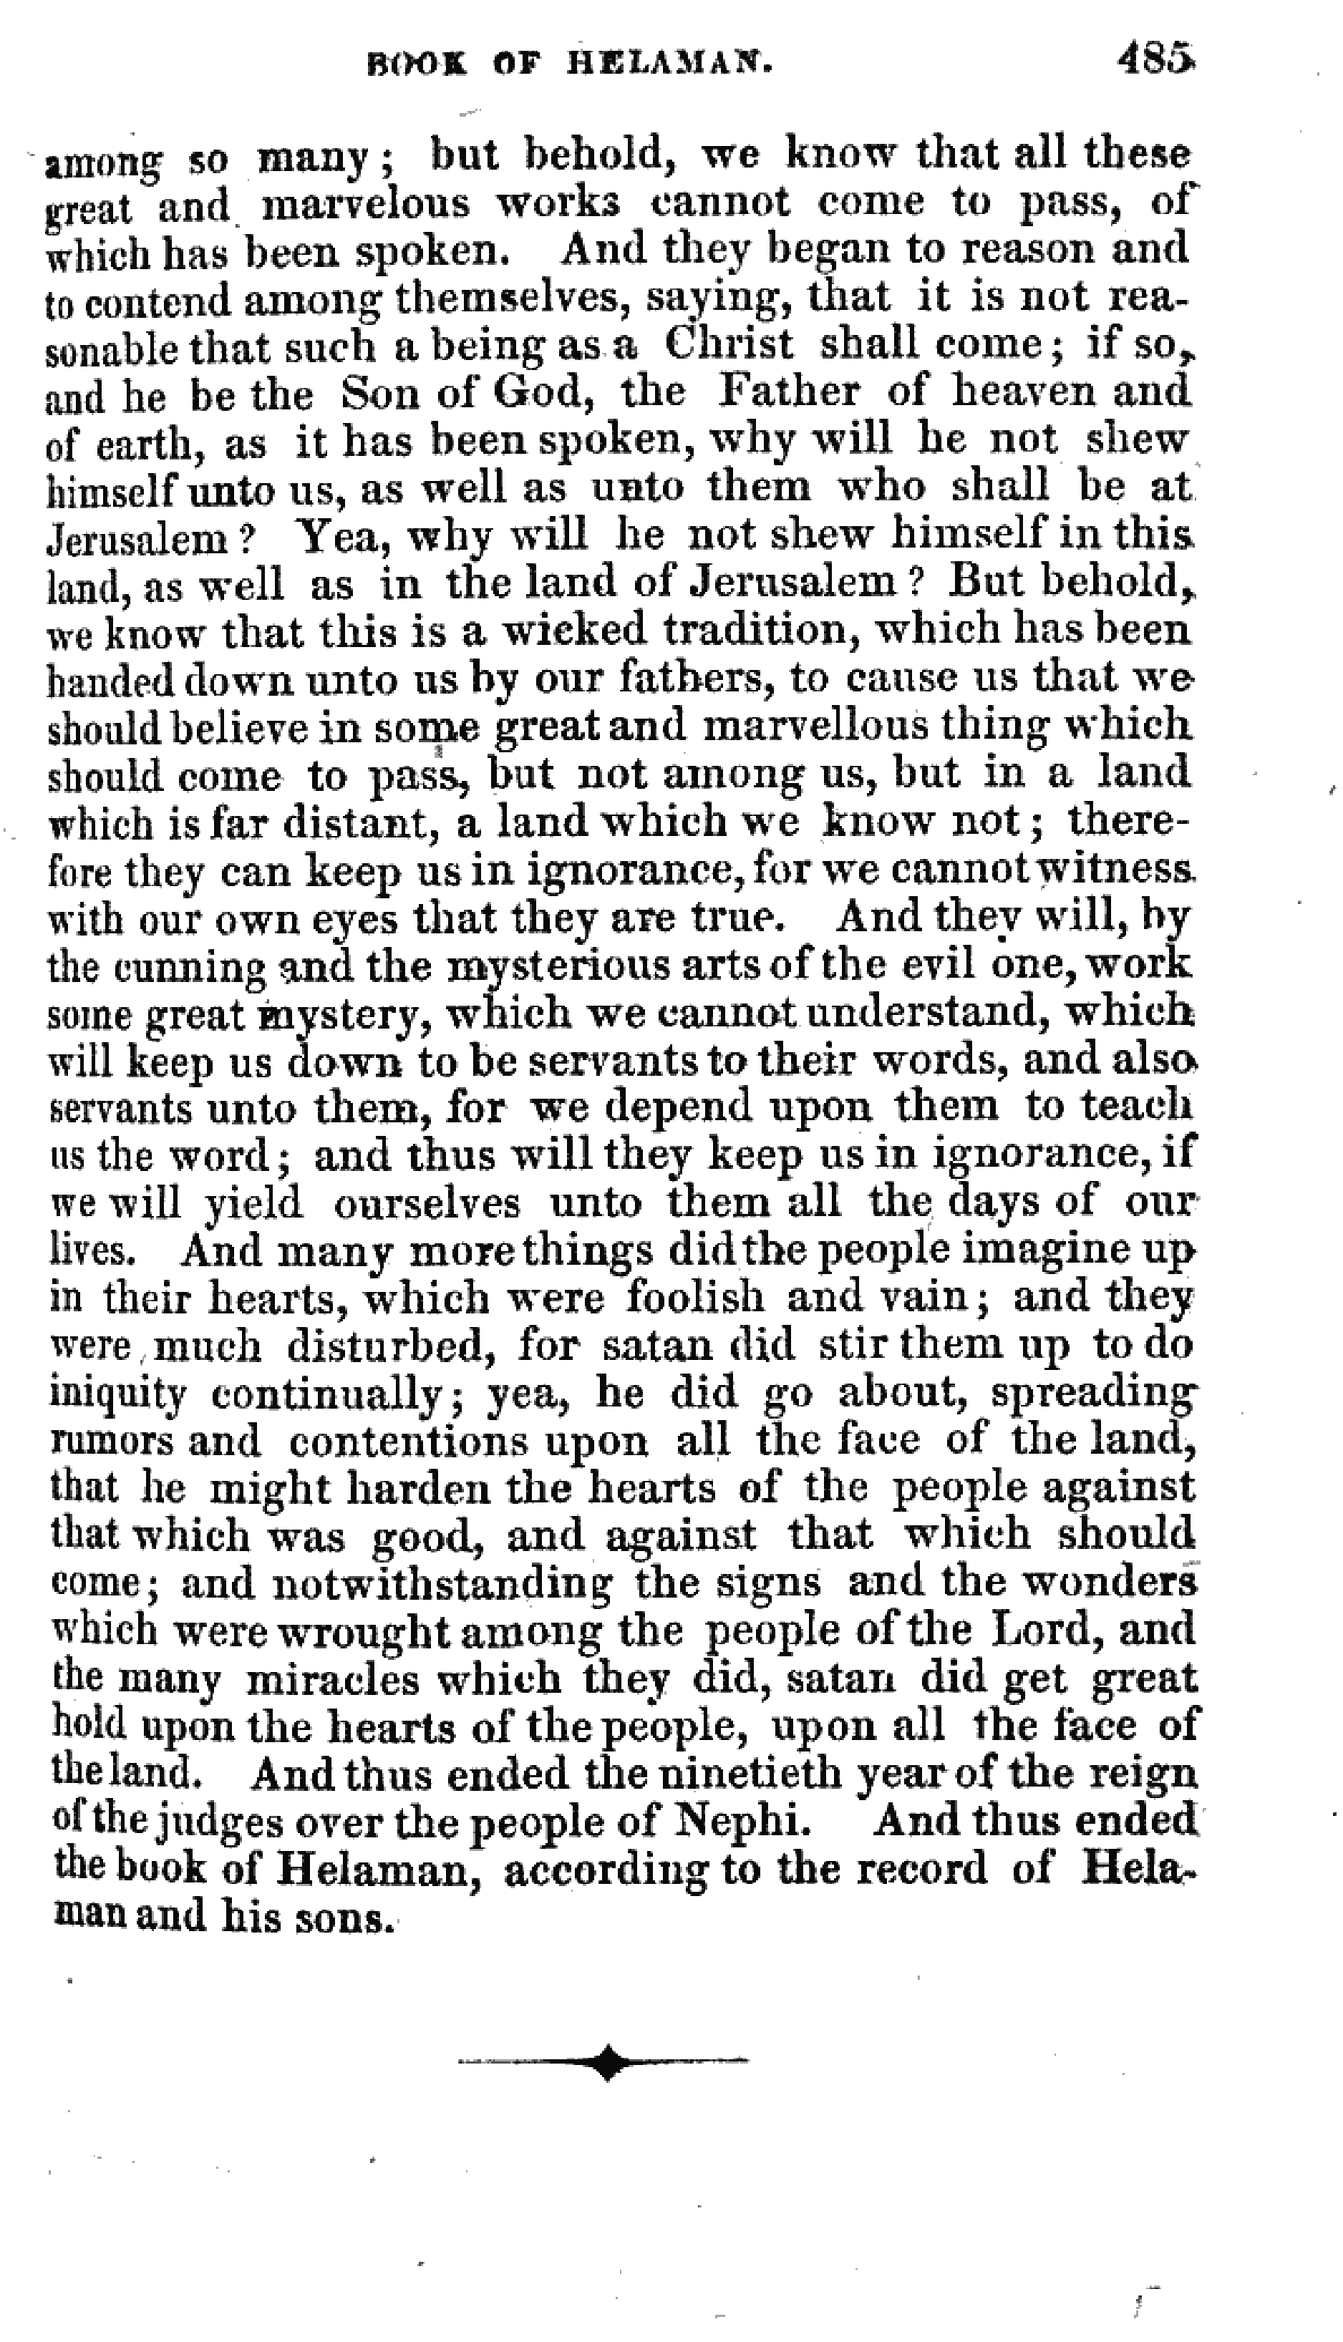 BOOK OF HELAMAN. 485
among so many; but behold, we know that all these
great and marvelous works cannot come to pass, of
which has been spoken. And they began to reason and
to contend among themselves, saying, that it is not rea-
sonable that such a being as a Christ shall come; if so,
and he be the Son of God, the Father of heaven and
of earth, as it has been spoken, why will he not shew
himself unto us, as well as unto them who shall be at
Jerusalem? Yea, why will he not shew himself in this
land, as well as in the land of Jerusalem? But behold,
we know that this is a wicked tradition, which has been
handed down unto us by our fathers, to cause us that we
should believe in some great and marvellous thing which
should come to pass, but not among us, but in a land
which is far distant, a land which we know not; there-
fore they can keep us in ignorance, for we cannot witness
with our own eyes that they are true. And they will, by
the cunning and the mysterious arts of the evil one, work
some great mystery, which we cannot understand, which
will keep us down to be servants to their words, and also
servants unto them, for we depend upon them to teach
us the word; and thus will they keep us in ignorance, if
we will yield ourselves unto them all the days of our
lives. And many more things did the people imagine up
in their hearts, which were foolish and vain; and they
were much disturbed, for satan did stir them up to do
iniquity continually; yea, he did go about, spreading
rumors and contentions upon all the face of the land,
that he might harden the hearts of the people against
that which was good, and against that which should
come; and notwithstanding the signs and the wonders
which were wrought among the people of the Lord, and
the many miracles which they did, satan did get great
hold upon the hearts of the people, upon all the face of
the land. And thus ended the ninetieth year of the reign
of the judges over the people of Nephi. And thus ended
the book of Helaman, according to the record of Hela-
man and his sons.